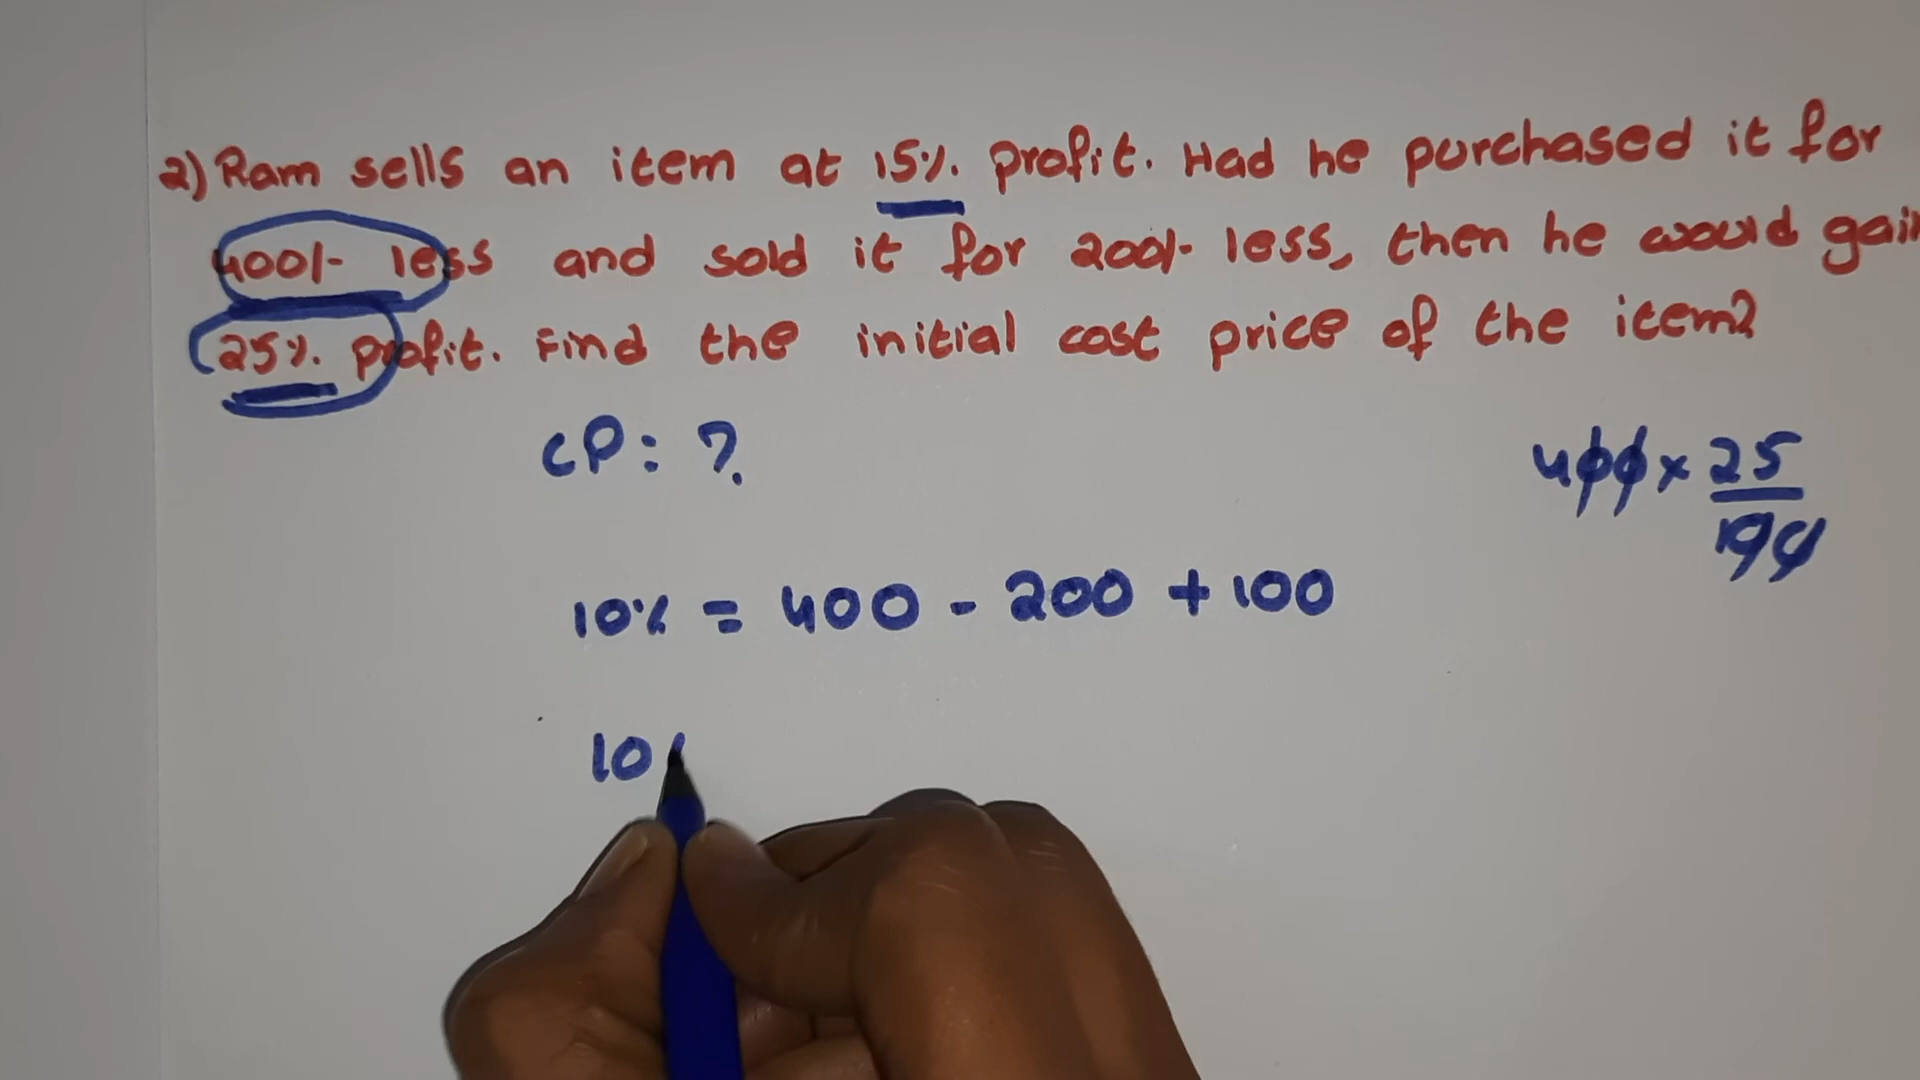 2) Ram sells an item at 15%. profit. Had he purchased it for
400/- less and sold it for 200/- less, then he would gain
25%. profit. Find the initial cost price of the item?
CP: ?
400 x 25
100
10% = 400 - 200 + 100
10